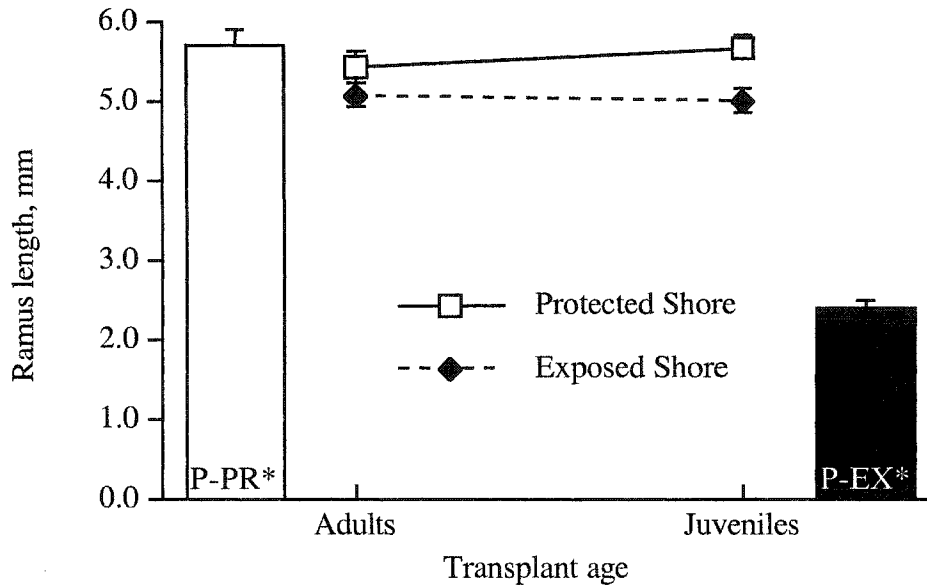 6.0
5.0
4.0
3.0
2.0
1.0
0.0
Ramus length, mm
Protected Shore
Exposed Shore
P-PR*
P-EX*
Adults
Juveniles
Transplant age